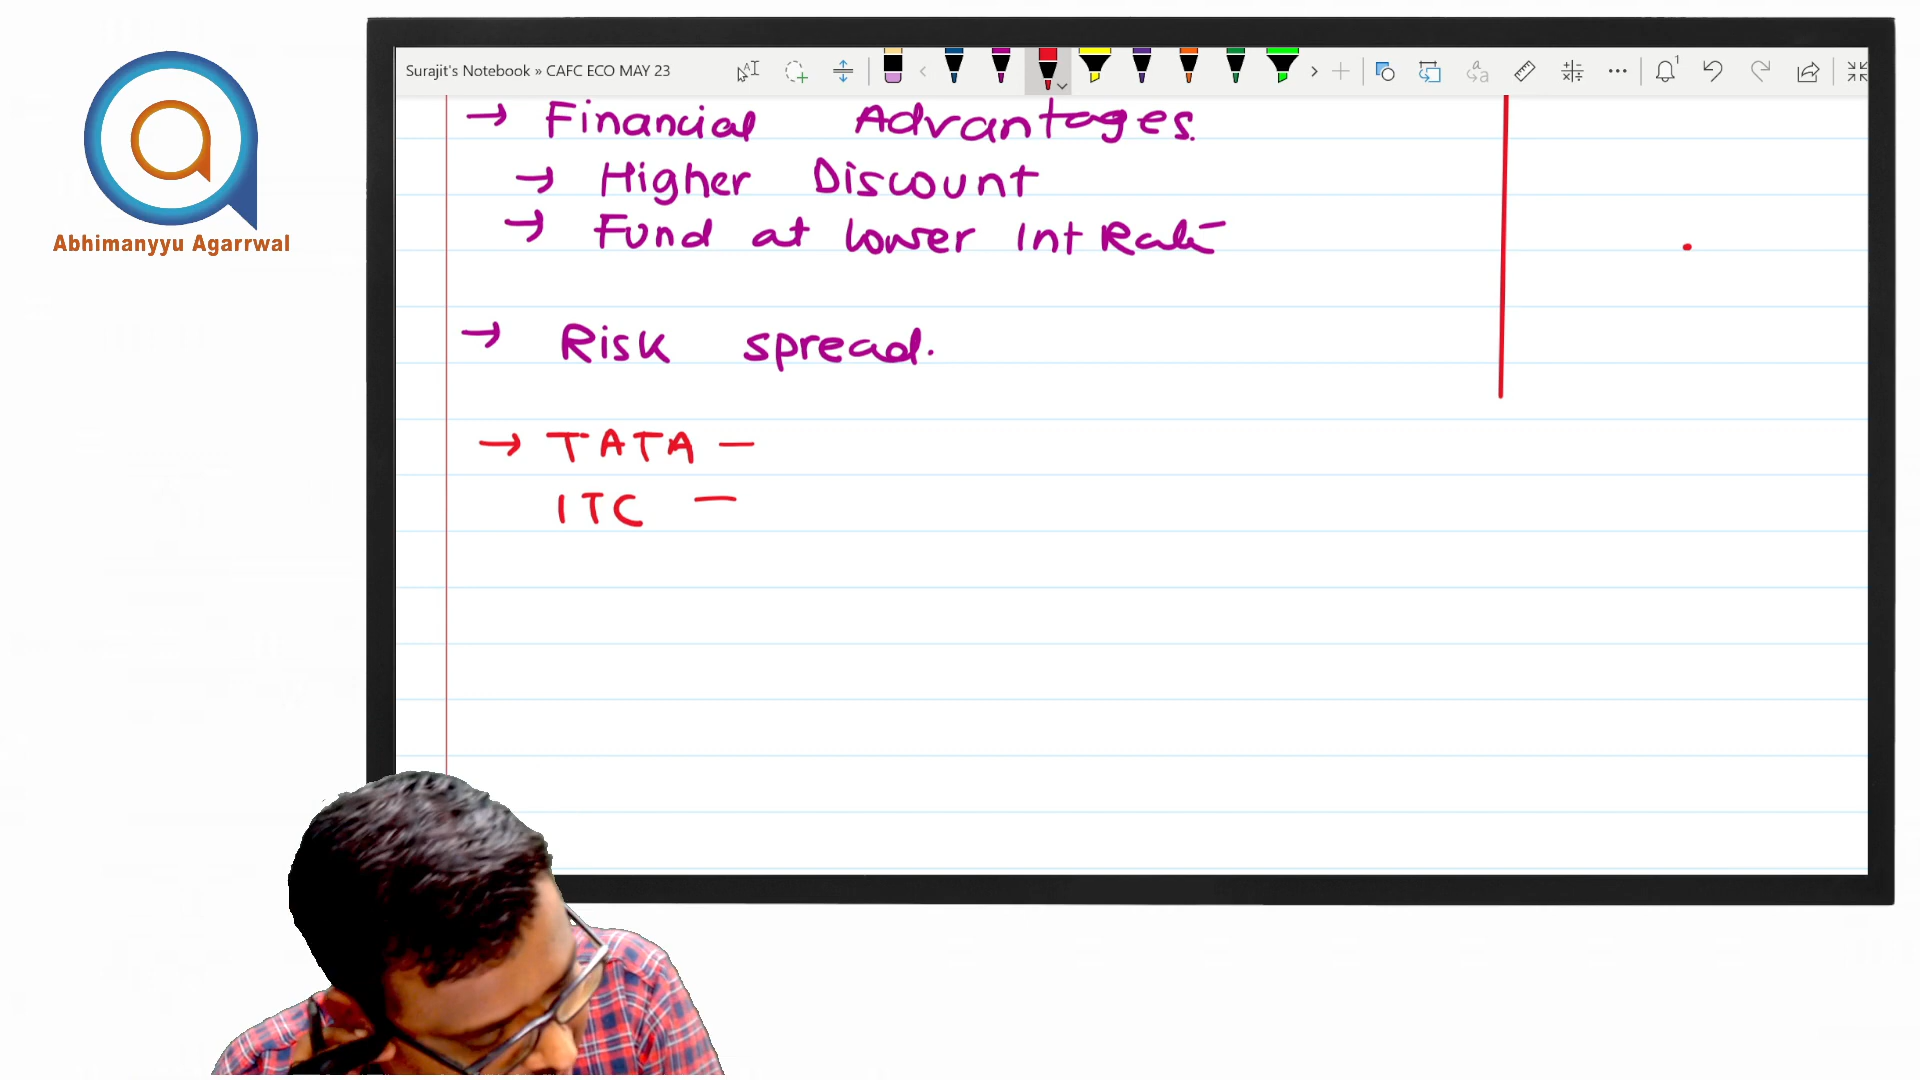 Surajit's Notebook » CAFC ECO MAY 23
Abhimanyyu Agarrwal
→ Financial Advantages.
→ Higher Discount
→ Fund at lower Int Rate
→ Risk spread.
→ TATA —
ITC —